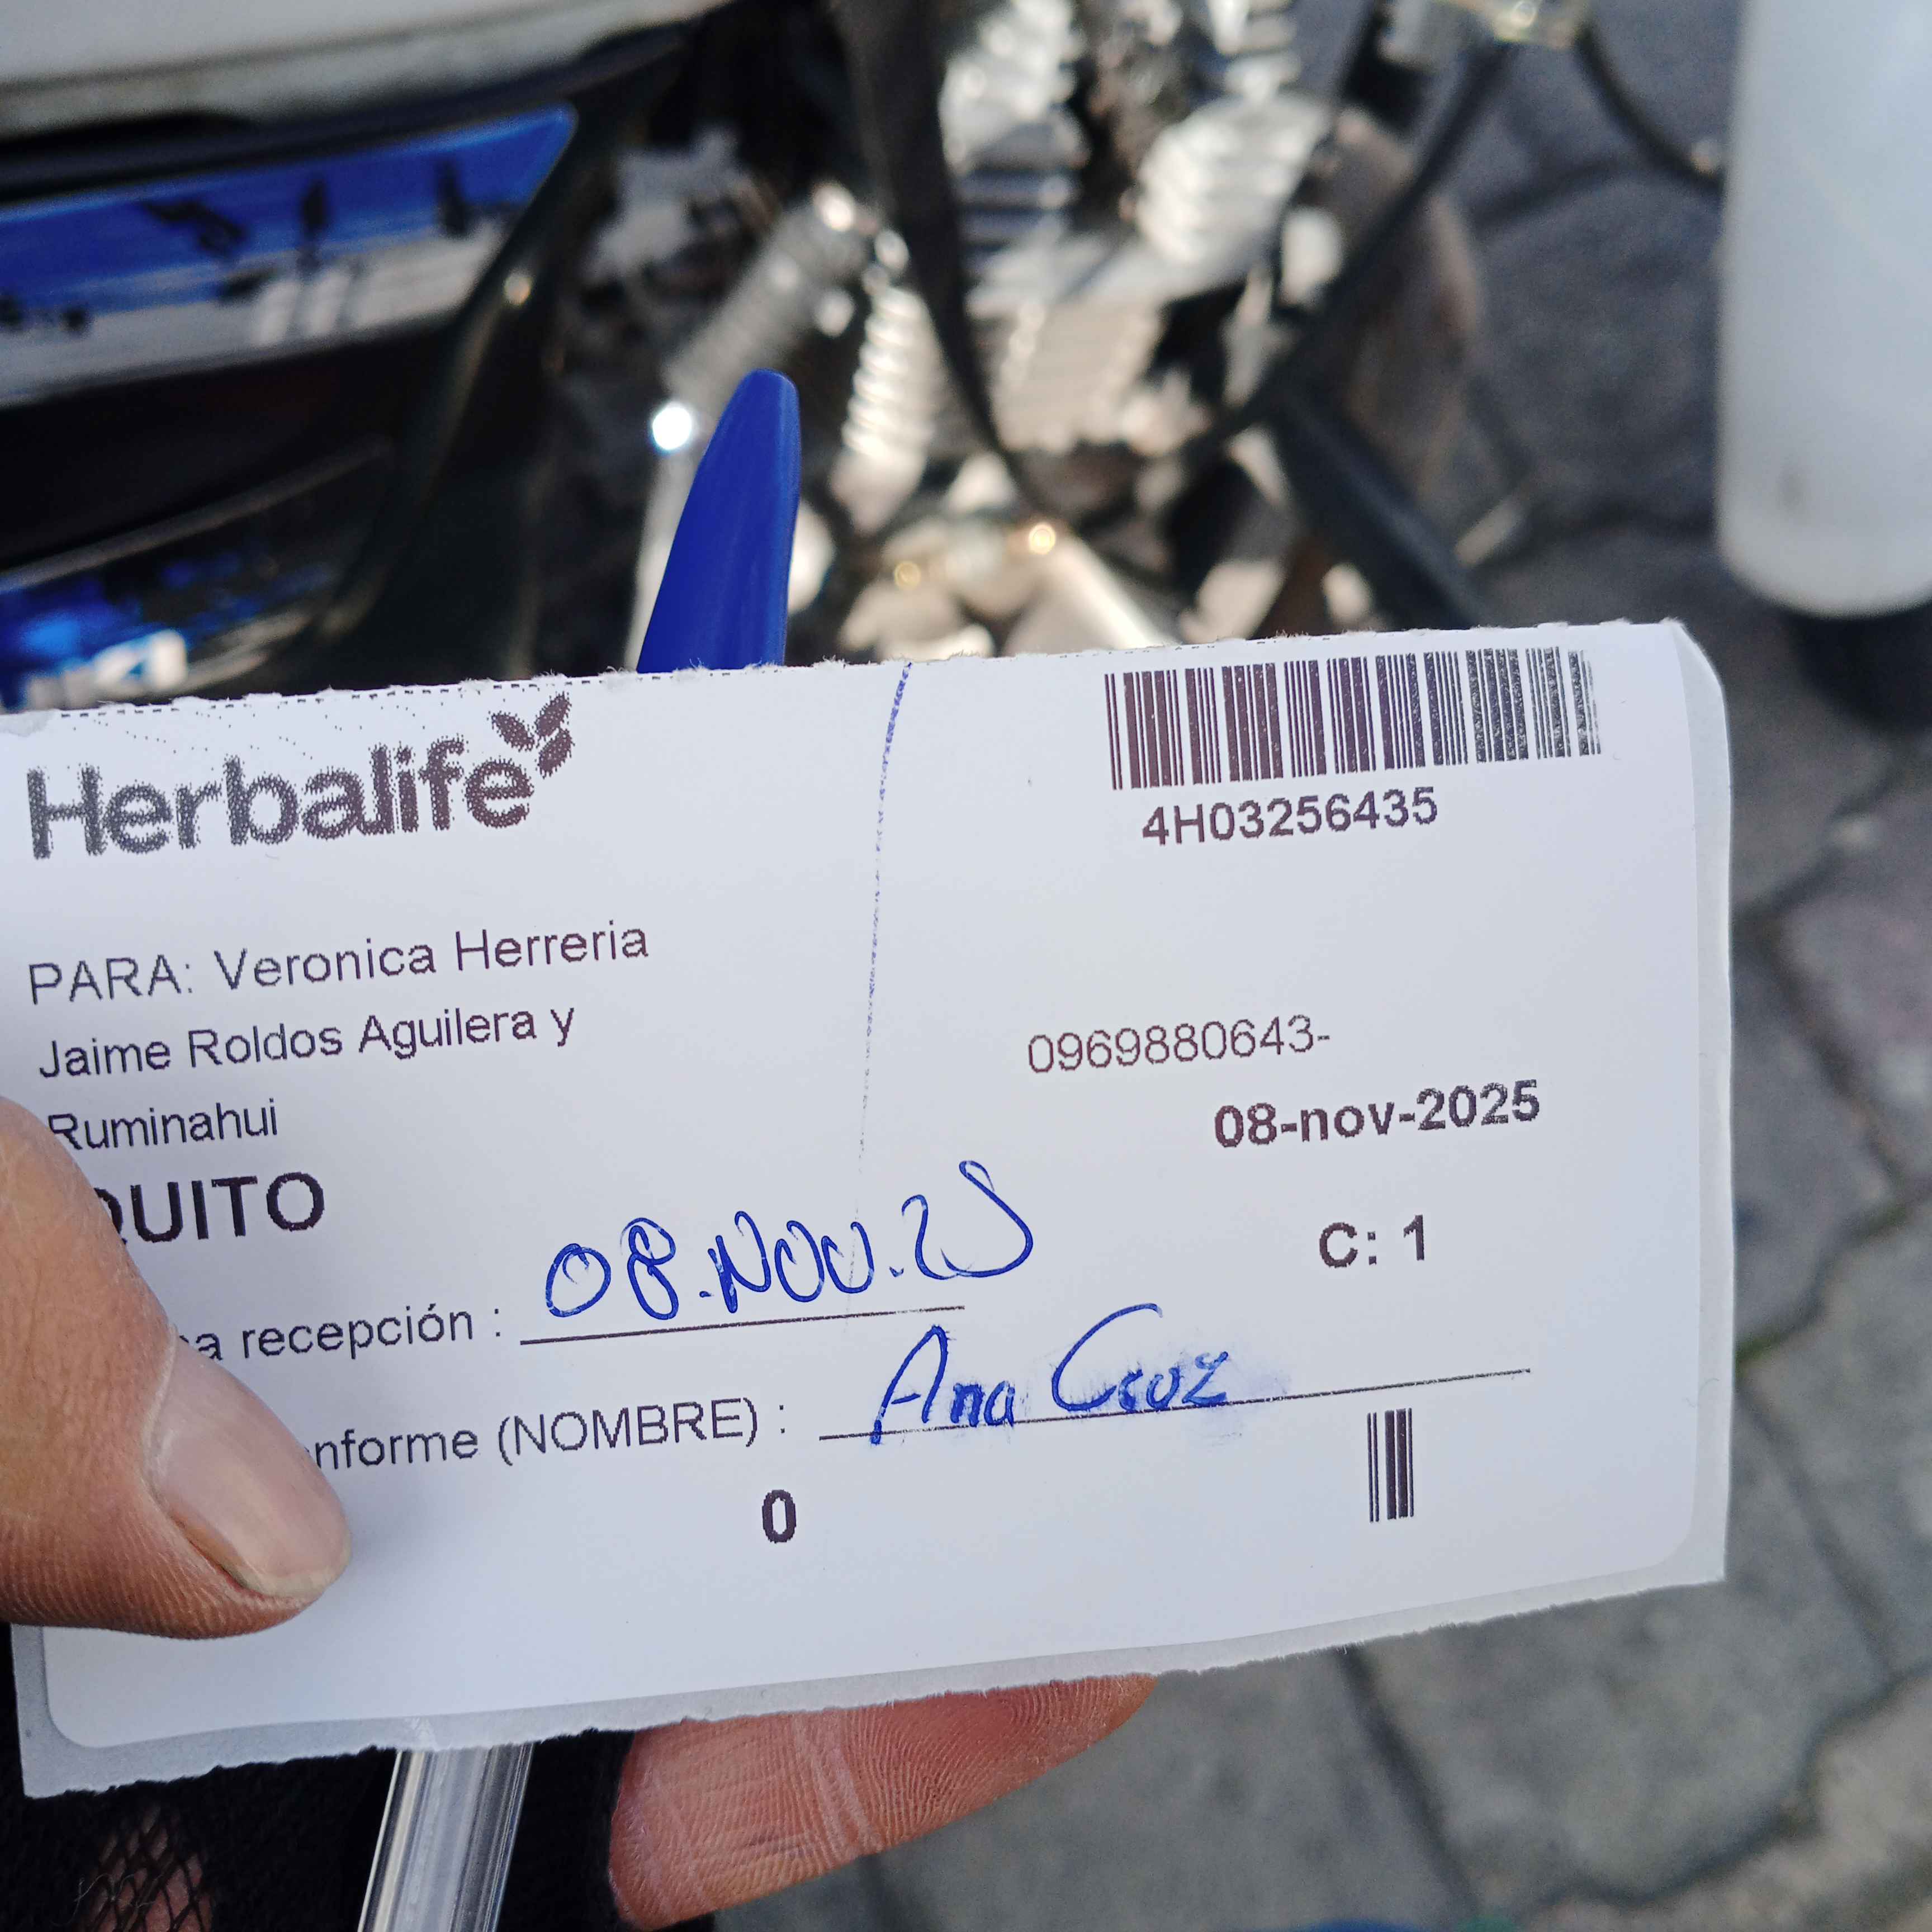 Herbalife
4H03256435
PARA: Veronica Herreria
Jaime Roldos Aguilera y
0969880643-
Ruminahui
08-nov-2025
QUITO
C: 1
a recepción : 08.NOV.25
nforme (NOMBRE) : Ana Cruz
0